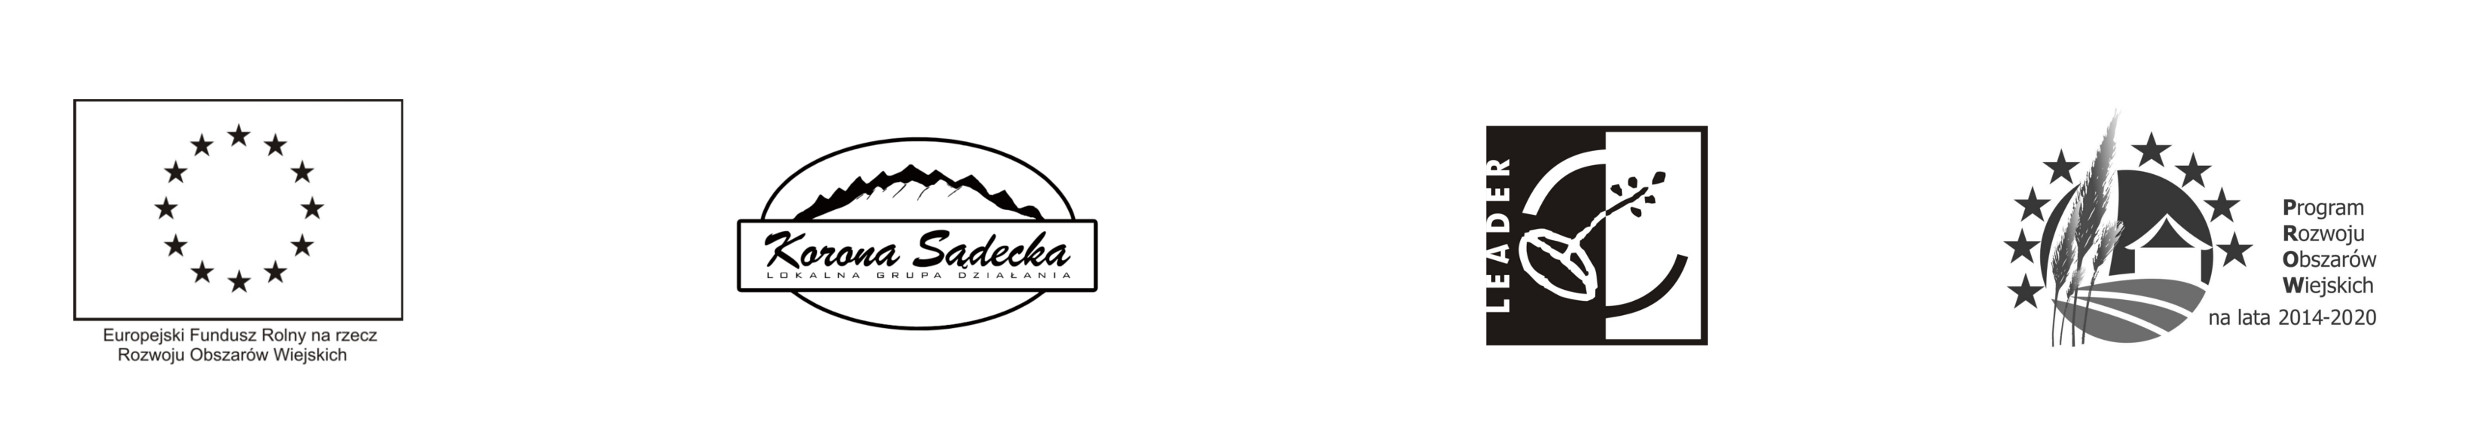 Europejski Fundusz Rolny na rzecz
Rozwoju Obszarów Wiejskich
Korona Sądecka
LOKALNA GRUPA DZIAŁANIA
LEADER
Program
Rozwoju
Obszarów
Wiejskich
na lata 2014-2020